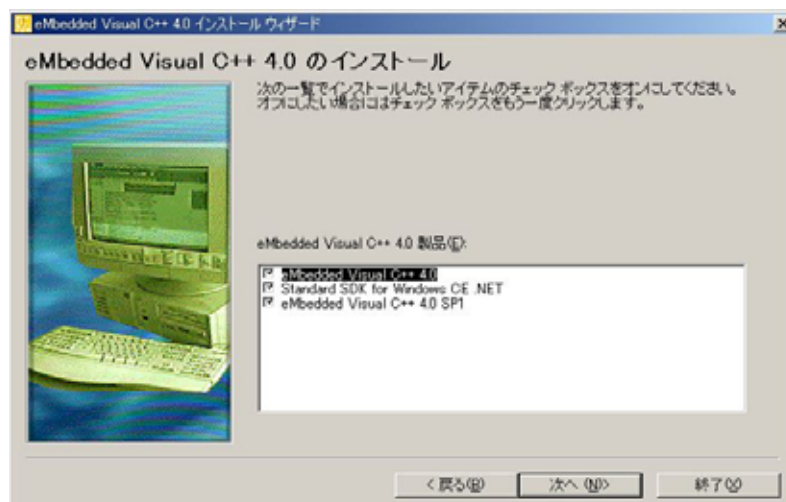 eMbedded Visual C++ 4.0 インストール ウィザード
eMbedded Visual C++ 4.0 のインストール
次の一覧でインストールしたいアイテムのチェック ボックスをオンにしてください。
オフにしたい場合にはチェック ボックスをもう一度クリックします。
eMbedded Visual C++ 4.0 製品(E):
eMbedded Visual C++ 4.0
Standard SDK for Windows CE .NET
eMbedded Visual C++ 4.0 SP1
< 戻る(B)
次へ (N)>
終了(X)